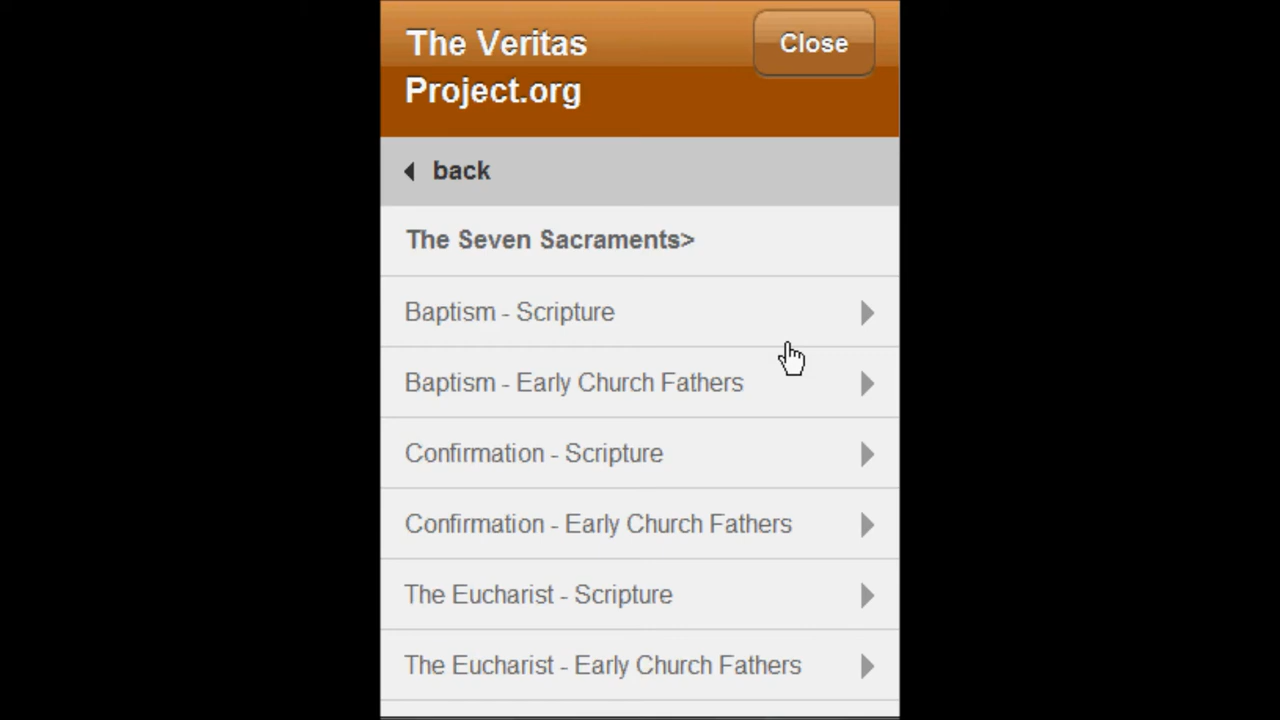 The Veritas
Project.org
Close
back
The Seven Sacraments>
Baptism - Scripture
Baptism - Early Church Fathers
Confirmation - Scripture
Confirmation - Early Church Fathers
The Eucharist - Scripture
The Eucharist - Early Church Fathers